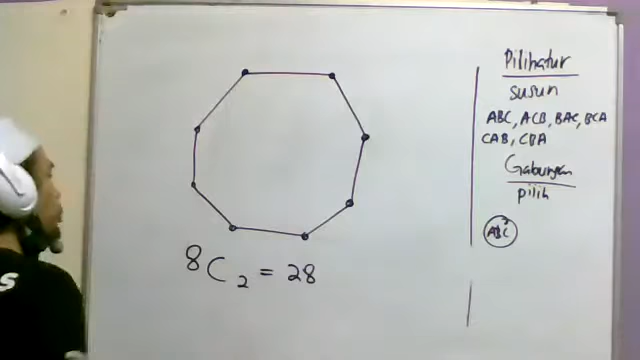 Pilihatur
susun
ABC, ACB, BAC, BCA
CAB, CBA
Gabungan
pilih
ABC
⁸C₂ = 28
S